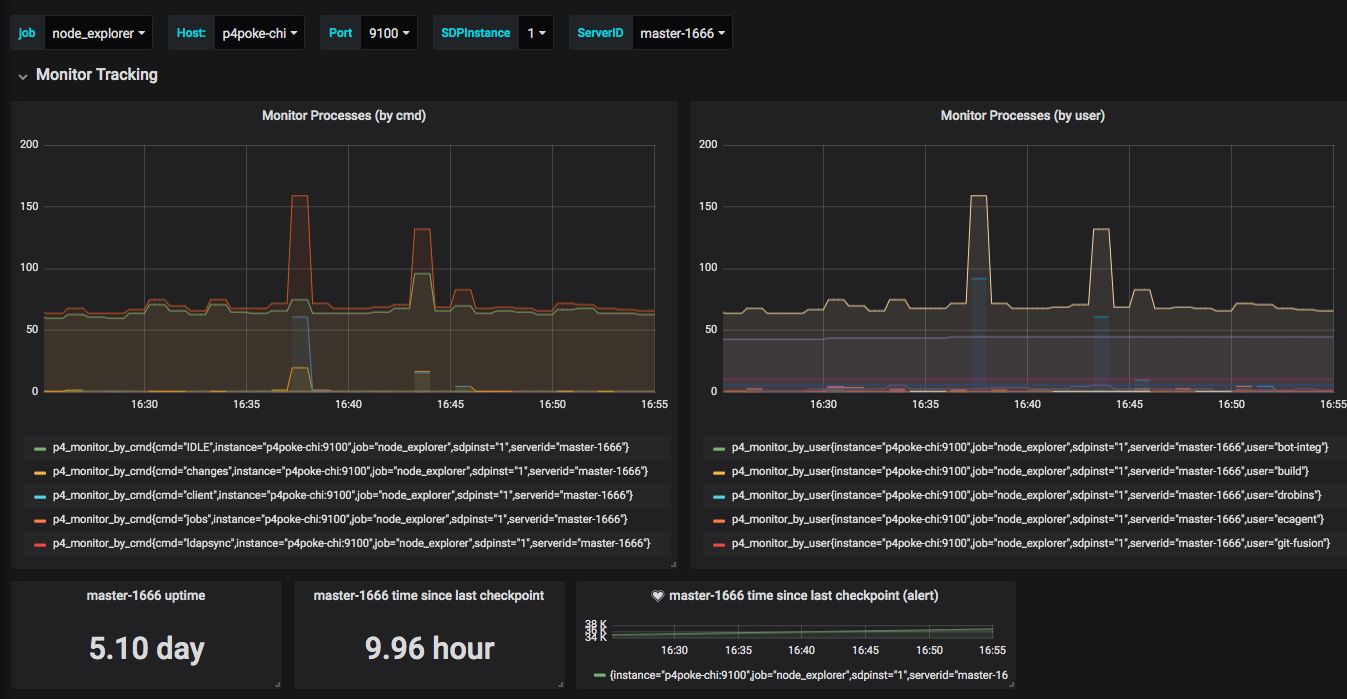 job node_explorer Host: p4poke-chi Port 9100 SDPInstance 1 ServerID master-1666
Monitor Tracking
Monitor Processes (by cmd)
200
150
100
50
0
16:30 16:35 16:40 16:45 16:50 16:55
p4_monitor_by_cmd{cmd="IDLE",instance="p4poke-chi:9100",job="node_explorer",sdpinst="1",serverid="master-1666"}
p4_monitor_by_cmd{cmd="changes",instance="p4poke-chi:9100",job="node_explorer",sdpinst="1",serverid="master-1666"}
p4_monitor_by_cmd{cmd="client",instance="p4poke-chi:9100",job="node_explorer",sdpinst="1",serverid="master-1666"}
p4_monitor_by_cmd{cmd="jobs",instance="p4poke-chi:9100",job="node_explorer",sdpinst="1",serverid="master-1666"}
p4_monitor_by_cmd{cmd="ldapsync",instance="p4poke-chi:9100",job="node_explorer",sdpinst="1",serverid="master-1666"}
Monitor Processes (by user)
200
150
100
50
0
16:30 16:35 16:40 16:45 16:50 16:55
p4_monitor_by_user{instance="p4poke-chi:9100",job="node_explorer",sdpinst="1",serverid="master-1666",user="bot-integ"}
p4_monitor_by_user{instance="p4poke-chi:9100",job="node_explorer",sdpinst="1",serverid="master-1666",user="build"}
p4_monitor_by_user{instance="p4poke-chi:9100",job="node_explorer",sdpinst="1",serverid="master-1666",user="drobins"}
p4_monitor_by_user{instance="p4poke-chi:9100",job="node_explorer",sdpinst="1",serverid="master-1666",user="ecagent"}
p4_monitor_by_user{instance="p4poke-chi:9100",job="node_explorer",sdpinst="1",serverid="master-1666",user="git-fusion"}
master-1666 uptime
5.10 day
master-1666 time since last checkpoint
9.96 hour
master-1666 time since last checkpoint (alert)
38 K
36 K
34 K
16:30 16:35 16:40 16:45 16:50 16:55
{instance="p4poke-chi:9100",job="node_explorer",sdpinst="1",serverid="master-16